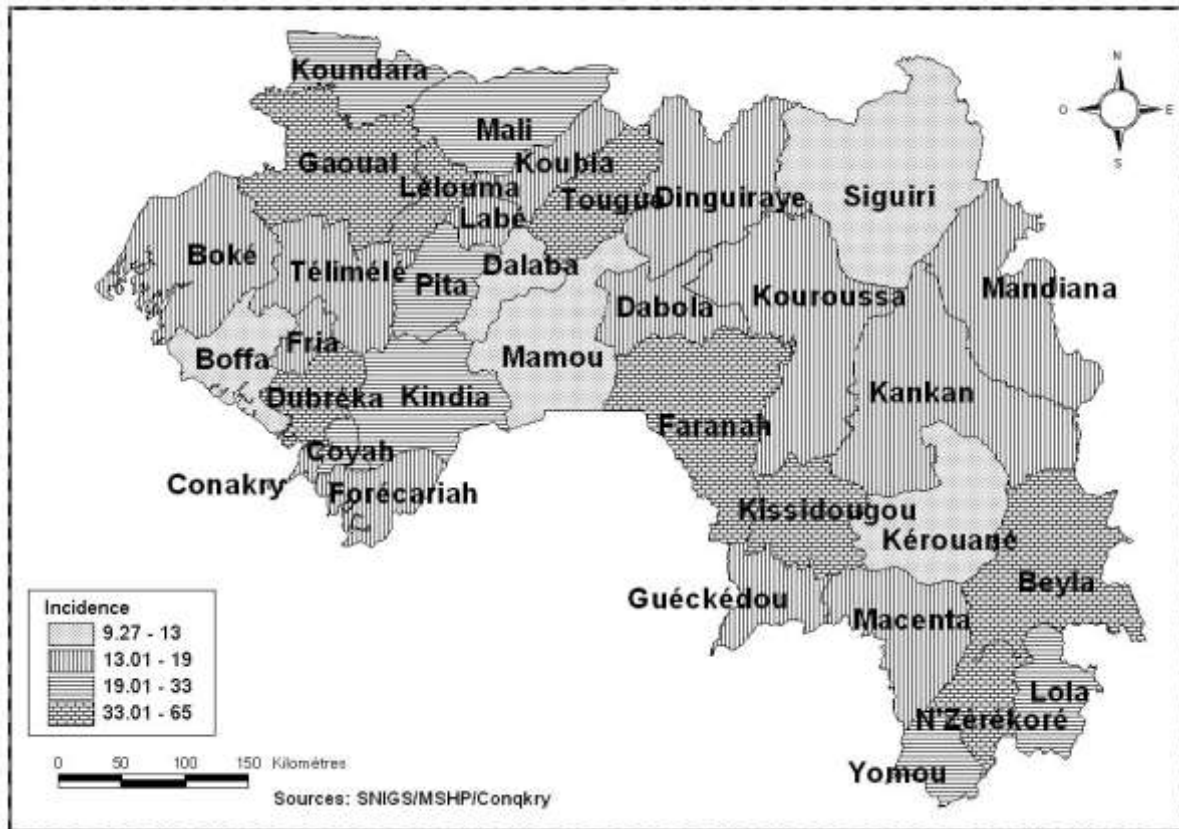 N
O
E
S
Koundara
Mali
Gaoual
Koubia
Lélouma
Tougué
Dinguiraye
Siguiri
Labé
Boké
Télimélé
Pita
Dalaba
Dabola
Kouroussa
Mandiana
Boffa
Fria
Mamou
Dubréka
Kindia
Kankan
Faranah
Coyah
Conakry
Forécariah
Kissidougou
Kérouané
Beyla
Guéckédou
Macenta
Lola
N'Zérékoré
Yomou
Incidence
9.27 - 13
13.01 - 19
19.01 - 33
33.01 - 65
0 50 100 150 Kilométres
Sources: SNIGS/MSHP/Conqkry